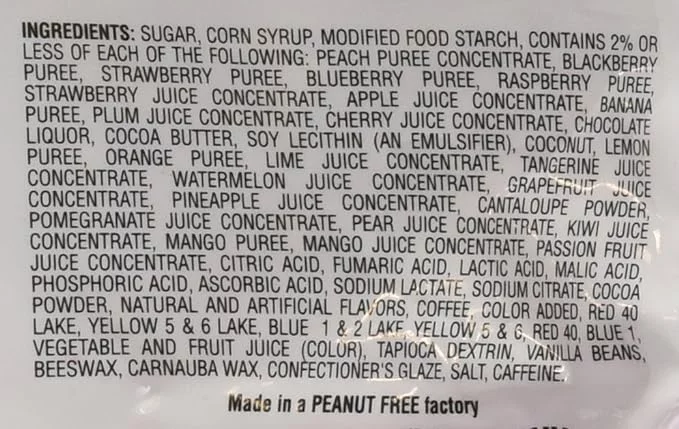 INGREDIENTS: SUGAR, CORN SYRUP, MODIFIED FOOD STARCH, CONTAINS 2% OR
LESS OF EACH OF THE FOLLOWING: PEACH PUREE CONCENTRATE, BLACKBERRY
PUREE, STRAWBERRY PUREE, BLUEBERRY PUREE, RASPBERRY PUREE,
STRAWBERRY JUICE CONCENTRATE, APPLE JUICE CONCENTRATE, BANANA
PUREE, PLUM JUICE CONCENTRATE, CHERRY JUICE CONCENTRATE, CHOCOLATE
LIQUOR, COCOA BUTTER, SOY LECITHIN (AN EMULSIFIER), COCONUT, LEMON
PUREE, ORANGE PUREE, LIME JUICE CONCENTRATE, TANGERINE JUICE
CONCENTRATE, WATERMELON JUICE CONCENTRATE, GRAPEFRUIT JUICE
CONCENTRATE, PINEAPPLE JUICE CONCENTRATE, CANTALOUPE POWDER,
POMEGRANATE JUICE CONCENTRATE, PEAR JUICE CONCENTRATE, KIWI JUICE
CONCENTRATE, MANGO PUREE, MANGO JUICE CONCENTRATE, PASSION FRUIT
JUICE CONCENTRATE, CITRIC ACID, FUMARIC ACID, LACTIC ACID, MALIC ACID,
PHOSPHORIC ACID, ASCORBIC ACID, SODIUM LACTATE, SODIUM CITRATE, COCOA
POWDER, NATURAL AND ARTIFICIAL FLAVORS, COFFEE, COLOR ADDED, RED 40
LAKE, YELLOW 5 & 6 LAKE, BLUE 1 & 2 LAKE, YELLOW 5 & 6, RED 40, BLUE 1,
VEGETABLE AND FRUIT JUICE (COLOR), TAPIOCA DEXTRIN, VANILLA BEANS,
BEESWAX, CARNAUBA WAX, CONFECTIONER'S GLAZE, SALT, CAFFEINE.
Made in a PEANUT FREE factory